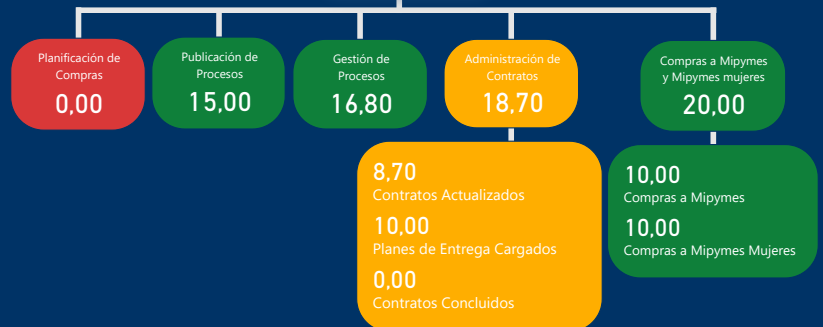 Planificación de
Compras
0,00
Publicación de
Procesos
15,00
Gestión de
Procesos
16,80
Administración de
Contratos
18,70
Compras a Mipymes
y Mipymes mujeres
20,00
8,70
Contratos Actualizados
10,00
Planes de Entrega Cargados
0,00
Contratos Concluidos
10,00
Compras a Mipymes
10,00
Compras a Mipymes Mujeres